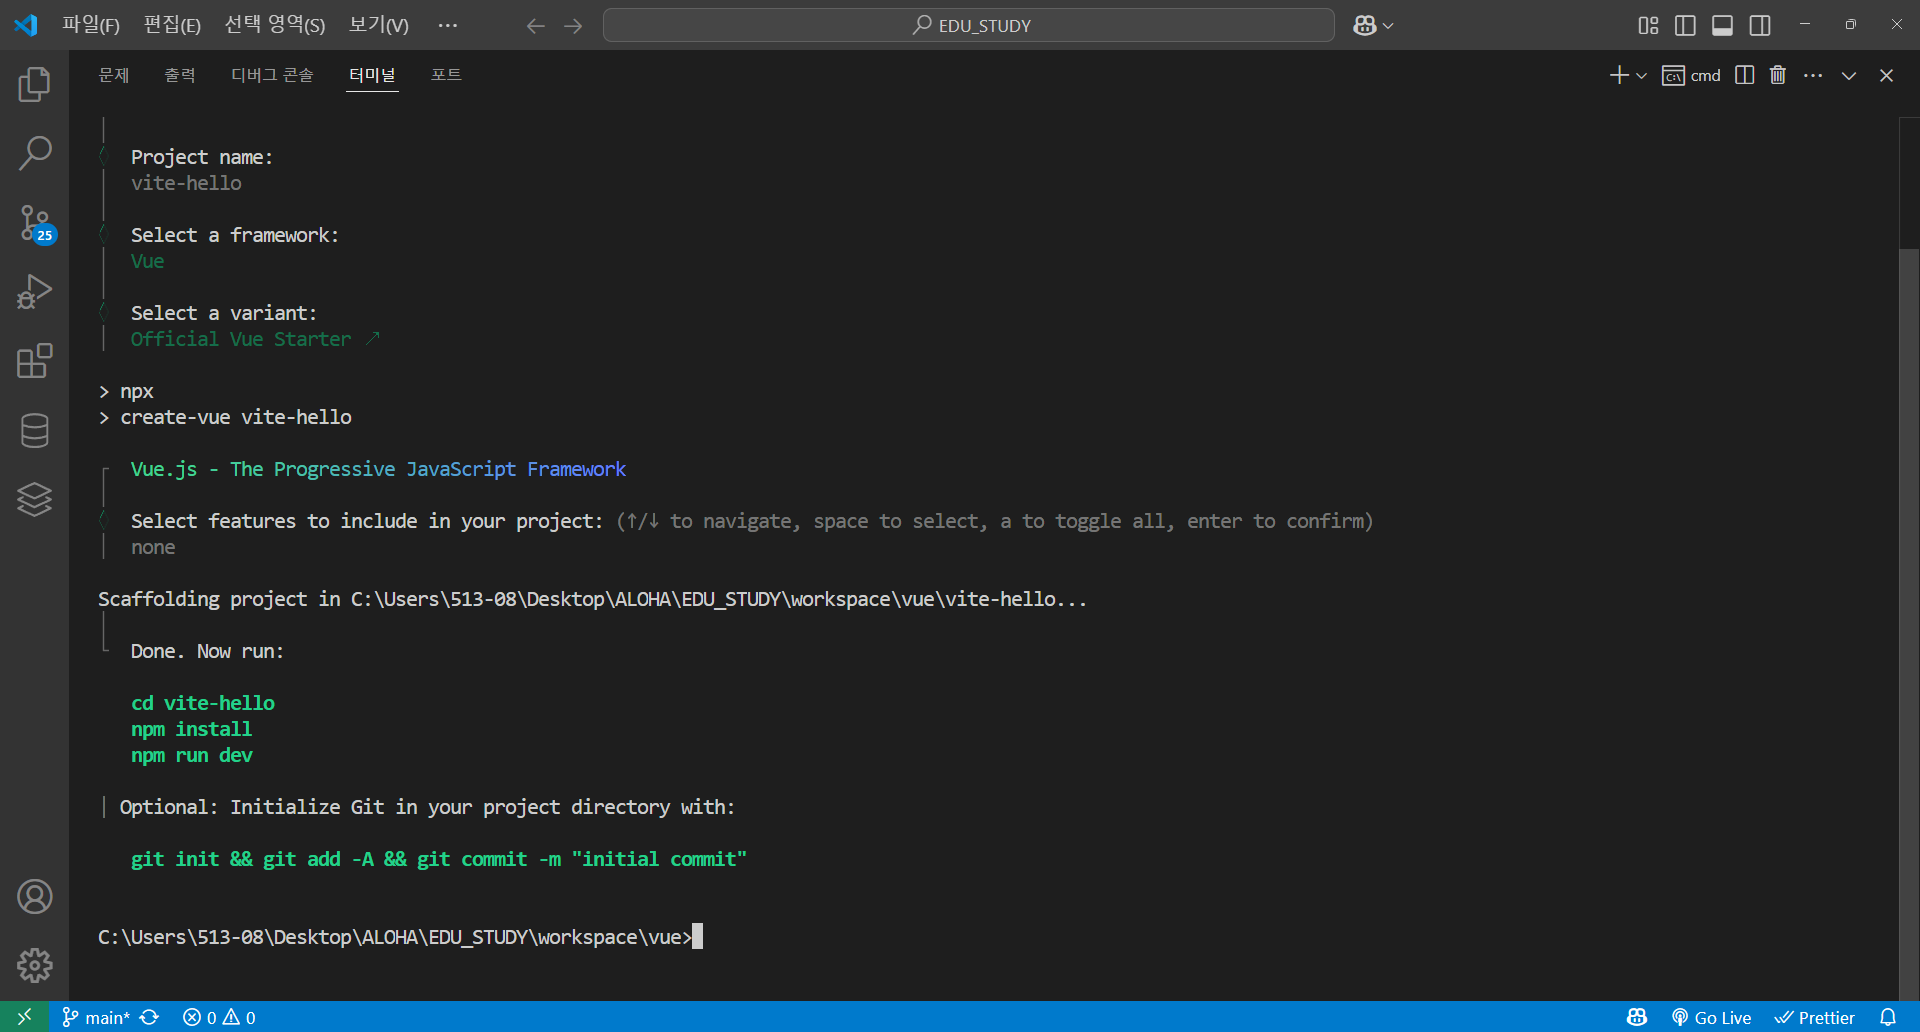 파일(F) 편집(E) 선택 영역(S) 보기(V) ··· EDU_STUDY
문제 출력 디버그 콘솔 터미널 포트 cmd ···
Project name:
vite-hello
25
Select a framework:
Vue
Select a variant:
Official Vue Starter ↗
> npx
> create-vue vite-hello
Vue.js - The Progressive JavaScript Framework
Select features to include in your project: (↑/↓ to navigate, space to select, a to toggle all, enter to confirm)
none
Scaffolding project in C:\Users\513-08\Desktop\ALOHA\EDU_STUDY\workspace\vue\vite-hello...
Done. Now run:
cd vite-hello
npm install
npm run dev
| Optional: Initialize Git in your project directory with:
git init && git add -A && git commit -m "initial commit"
C:\Users\513-08\Desktop\ALOHA\EDU_STUDY\workspace\vue>
main* 0 0 Go Live Prettier